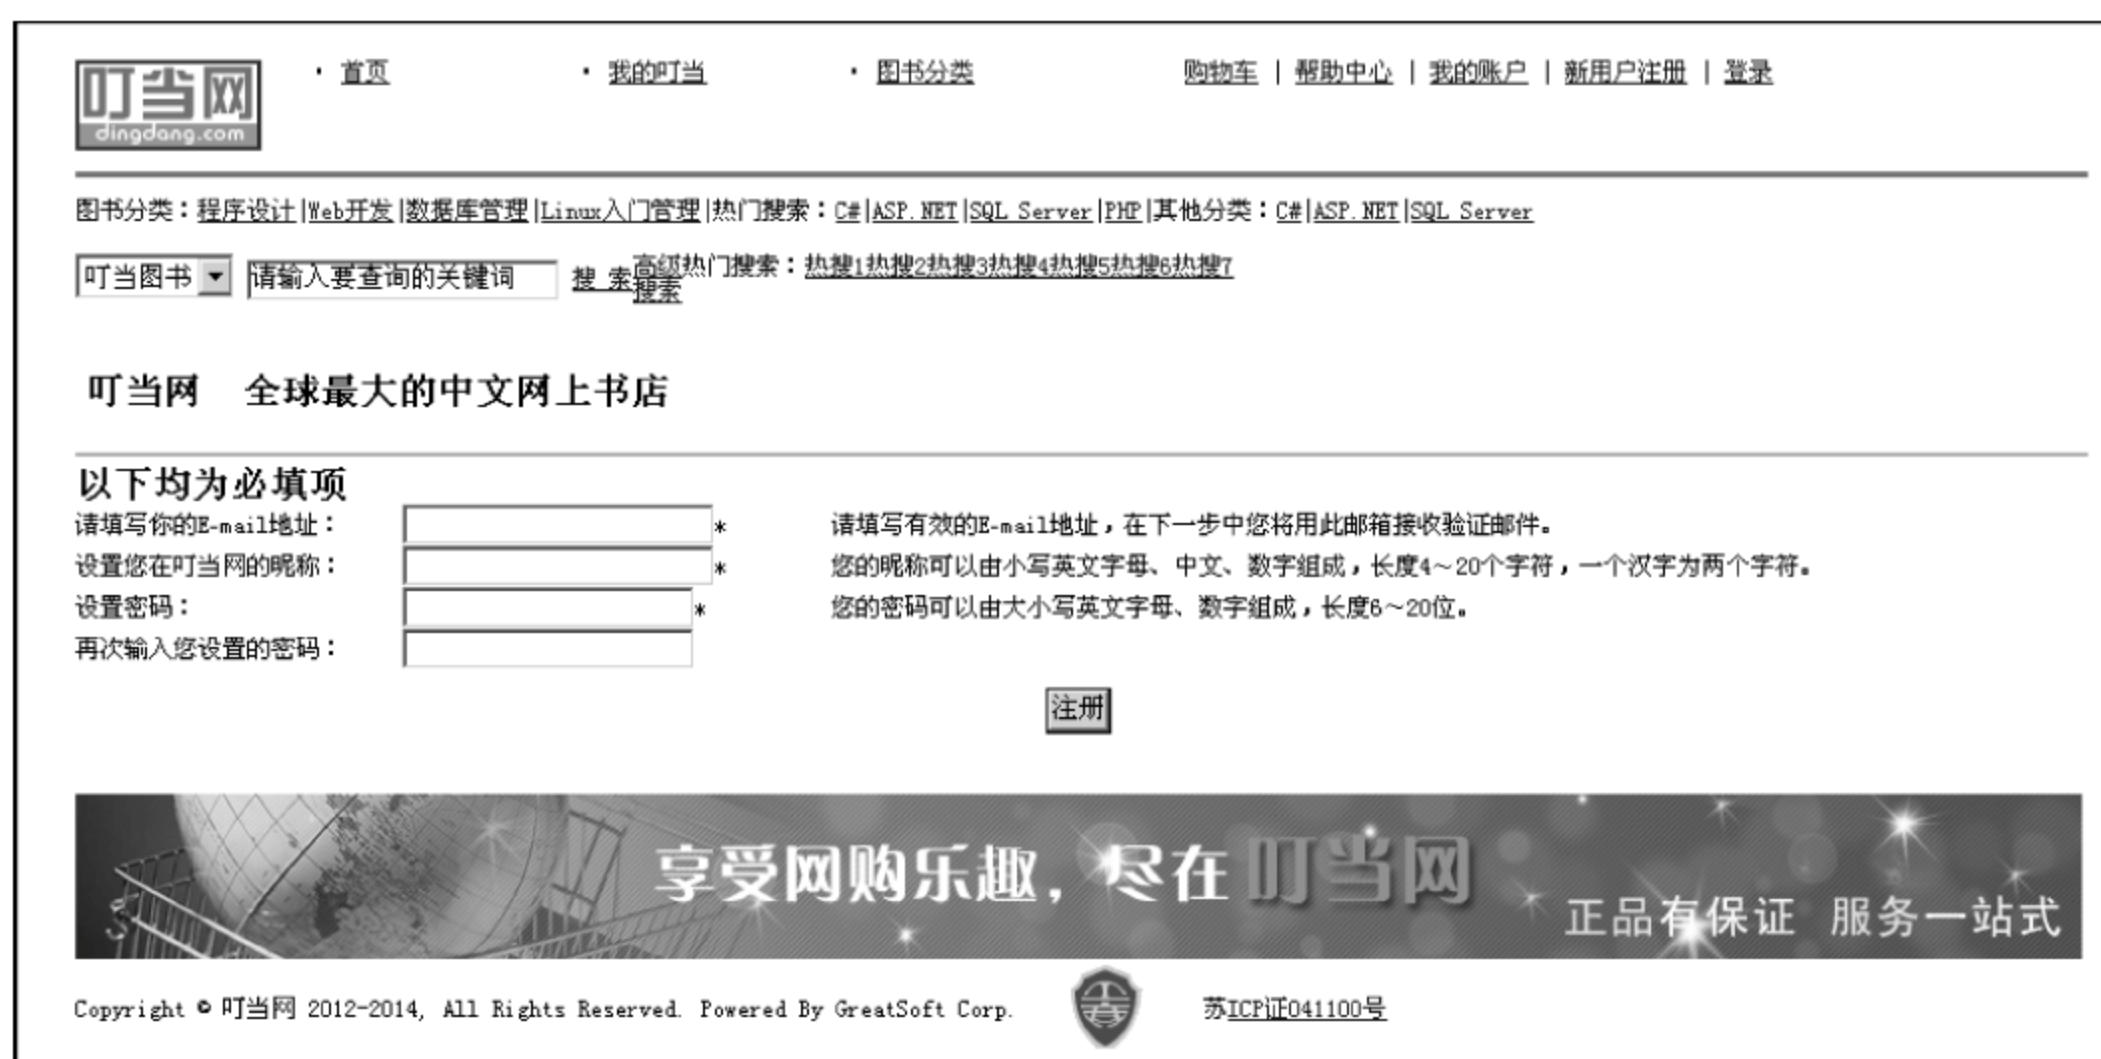 叮当网
dingdang.com
· 首页 · 我的叮当 · 图书分类 购物车 | 帮助中心 | 我的账户 | 新用户注册 | 登录
图书分类：程序设计|Web开发|数据库管理|Linux入门管理|热门搜索：C#|ASP.NET|SQL Server|PHP|其他分类：C#|ASP.NET|SQL Server
叮当图书 请输入要查询的关键词 搜 索 高级搜索 热门搜索：热搜1热搜2热搜3热搜4热搜5热搜6热搜7
叮当网 全球最大的中文网上书店
以下均为必填项
请填写你的E-mail地址： * 请填写有效的E-mail地址，在下一步中您将用此邮箱接收验证邮件。
设置您在叮当网的昵称： * 您的昵称可以由小写英文字母、中文、数字组成，长度4～20个字符，一个汉字为两个字符。
设置密码： * 您的密码可以由大小写英文字母、数字组成，长度6～20位。
再次输入您设置的密码：
注册
享受网购乐趣，尽在 叮当网
正品有保证 服务一站式
Copyright © 叮当网 2012-2014, All Rights Reserved. Powered By GreatSoft Corp. 苏ICP证041100号